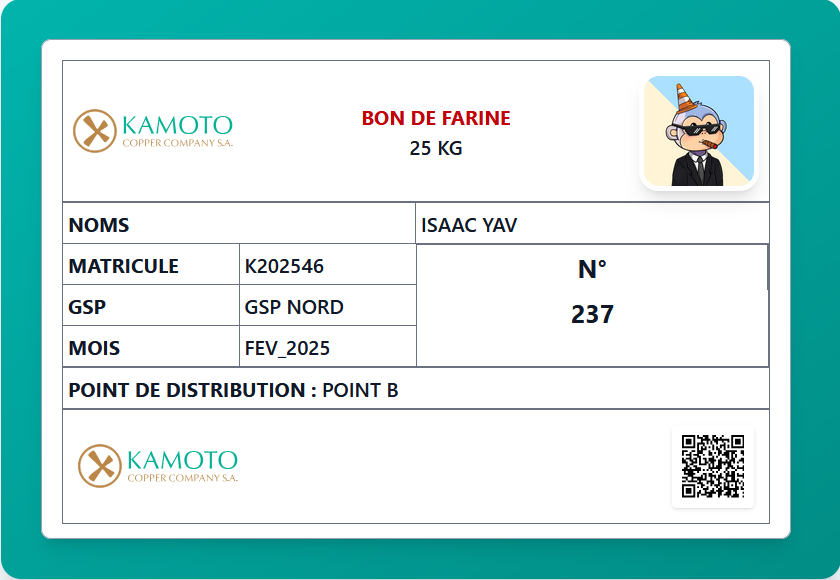 KAMOTO
COPPER COMPANY S.A.
BON DE FARINE
25 KG
NOMS
ISAAC YAV
MATRICULE
K202546
N°
237
GSP
GSP NORD
MOIS
FEV_2025
POINT DE DISTRIBUTION : POINT B
KAMOTO
COPPER COMPANY S.A.